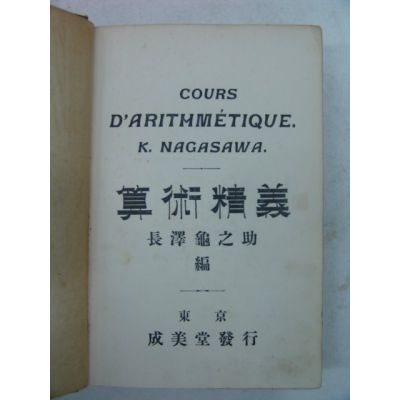 COURS
D'ARITHMÉTIQUE.
K. NAGASAWA.
算術精義
長澤龜之助
編
東京
成美堂發行